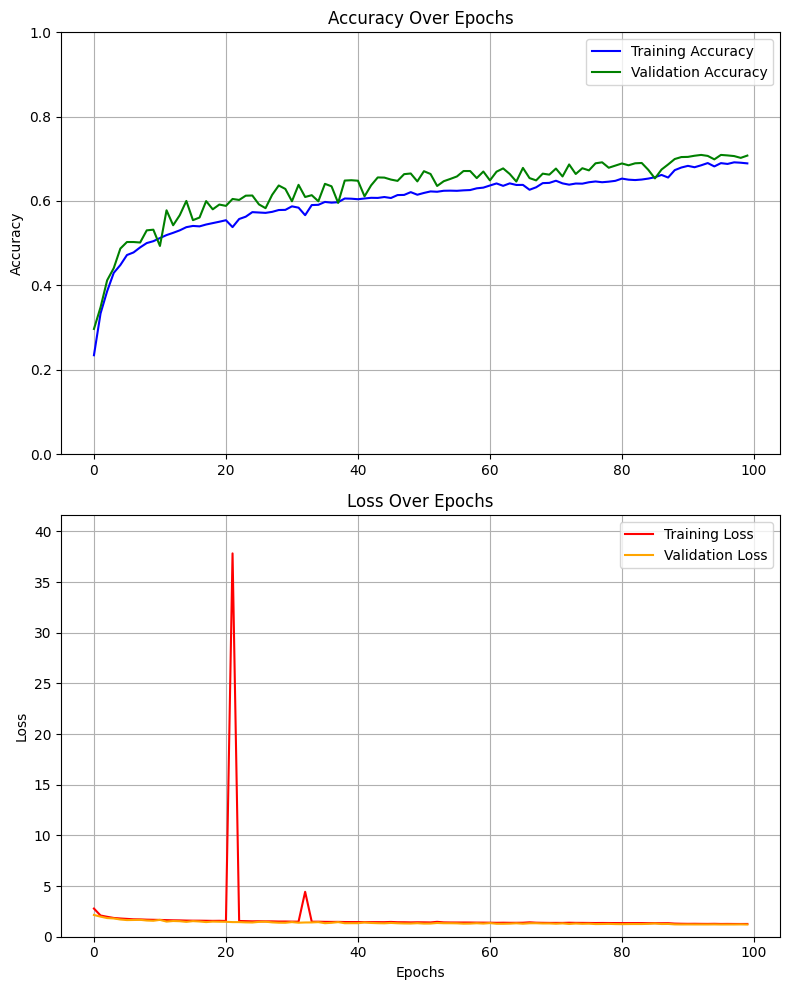 Accuracy Over Epochs
1.0
0.8
0.6
0.4
0.2
0.0
Accuracy
Training Accuracy
Validation Accuracy
0 20 40 60 80 100
Loss Over Epochs
40
35
30
25
20
15
10
5
0
Loss
Training Loss
Validation Loss
0 20 40 60 80 100
Epochs